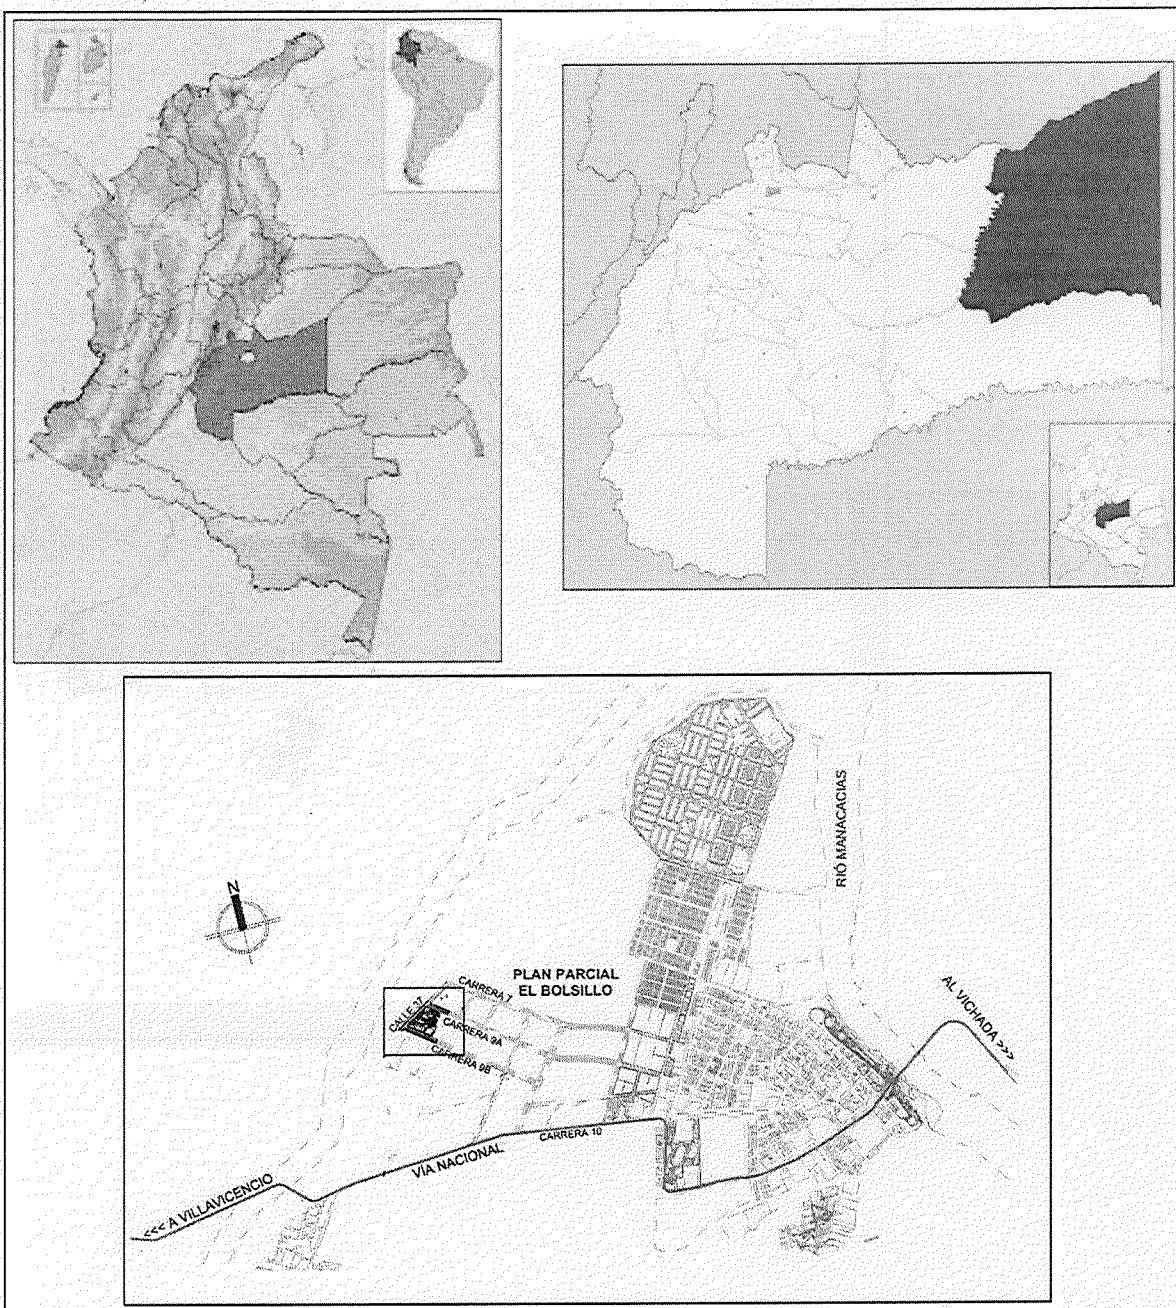 RIÓ MANACACIAS
N
PLAN PARCIAL
EL BOLSILLO
CARRERA 7
CALLE 37
CARRERA 9A
CARRERA 9B
AL VICHADA >>>
CARRERA 10
VÍA NACIONAL
<<< A VILLAVICENCIO